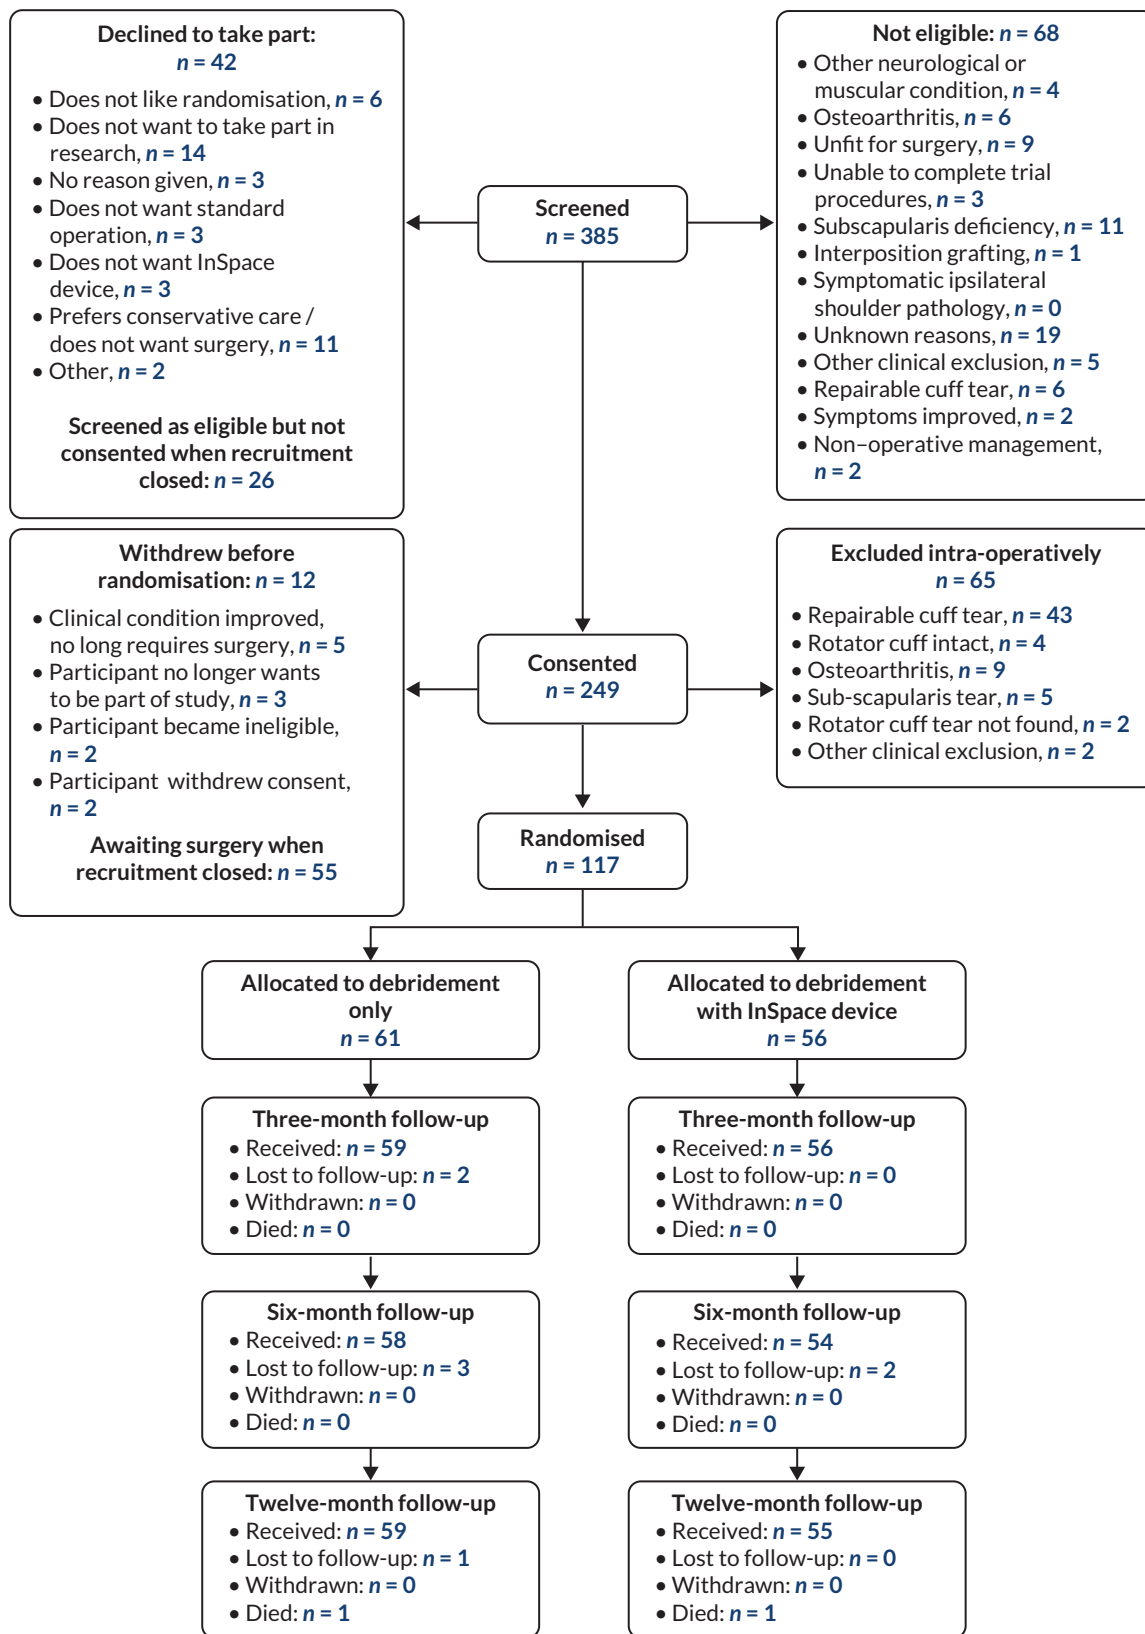 Declined to take part:
n = 42
• Does not like randomisation, n = 6
• Does not want to take part in
research, n = 14
• No reason given, n = 3
• Does not want standard
operation, n = 3
• Does not want InSpace
device, n = 3
• Prefers conservative care /
does not want surgery, n = 11
• Other, n = 2
Screened as eligible but not
consented when recruitment
closed: n = 26
Screened
n = 385
Not eligible: n = 68
• Other neurological or
muscular condition, n = 4
• Osteoarthritis, n = 6
• Unfit for surgery, n = 9
• Unable to complete trial
procedures, n = 3
• Subscapularis deficiency, n = 11
• Interposition grafting, n = 1
• Symptomatic ipsilateral
shoulder pathology, n = 0
• Unknown reasons, n = 19
• Other clinical exclusion, n = 5
• Repairable cuff tear, n = 6
• Symptoms improved, n = 2
• Non–operative management,
n = 2
Withdrew before
randomisation: n = 12
• Clinical condition improved,
no long requires surgery, n = 5
• Participant no longer wants
to be part of study, n = 3
• Participant became ineligible,
n = 2
• Participant withdrew consent,
n = 2
Awaiting surgery when
recruitment closed: n = 55
Consented
n = 249
Excluded intra-operatively
n = 65
• Repairable cuff tear, n = 43
• Rotator cuff intact, n = 4
• Osteoarthritis, n = 9
• Sub-scapularis tear, n = 5
• Rotator cuff tear not found, n = 2
• Other clinical exclusion, n = 2
Randomised
n = 117
Allocated to debridement
only
n = 61
Allocated to debridement
with InSpace device
n = 56
Three-month follow-up
• Received: n = 59
• Lost to follow-up: n = 2
• Withdrawn: n = 0
• Died: n = 0
Three-month follow-up
• Received: n = 56
• Lost to follow-up: n = 0
• Withdrawn: n = 0
• Died: n = 0
Six-month follow-up
• Received: n = 58
• Lost to follow-up: n = 3
• Withdrawn: n = 0
• Died: n = 0
Six-month follow-up
• Received: n = 54
• Lost to follow-up: n = 2
• Withdrawn: n = 0
• Died: n = 0
Twelve-month follow-up
• Received: n = 59
• Lost to follow-up: n = 1
• Withdrawn: n = 0
• Died: n = 1
Twelve-month follow-up
• Received: n = 55
• Lost to follow-up: n = 0
• Withdrawn: n = 0
• Died: n = 1